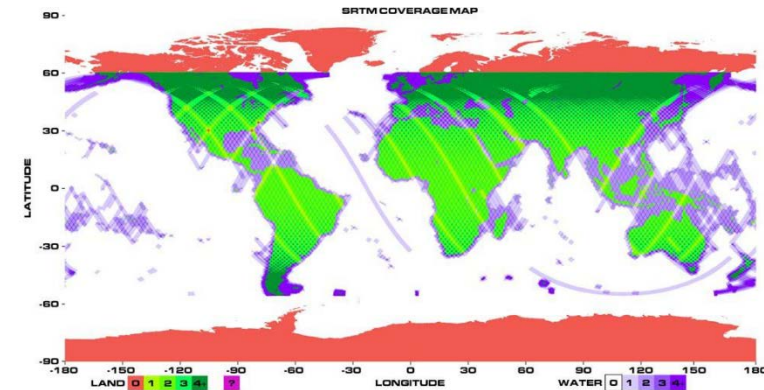 SRTM COVERAGE MAP
90
60
30
0
-30
-60
-90
LATITUDE
-180 -150 -120 -90 -60 -30 0 30 60 90 120 150 180
LAND 0 1 2 3 4+ ? LONGITUDE WATER 0 1 2 3 4+